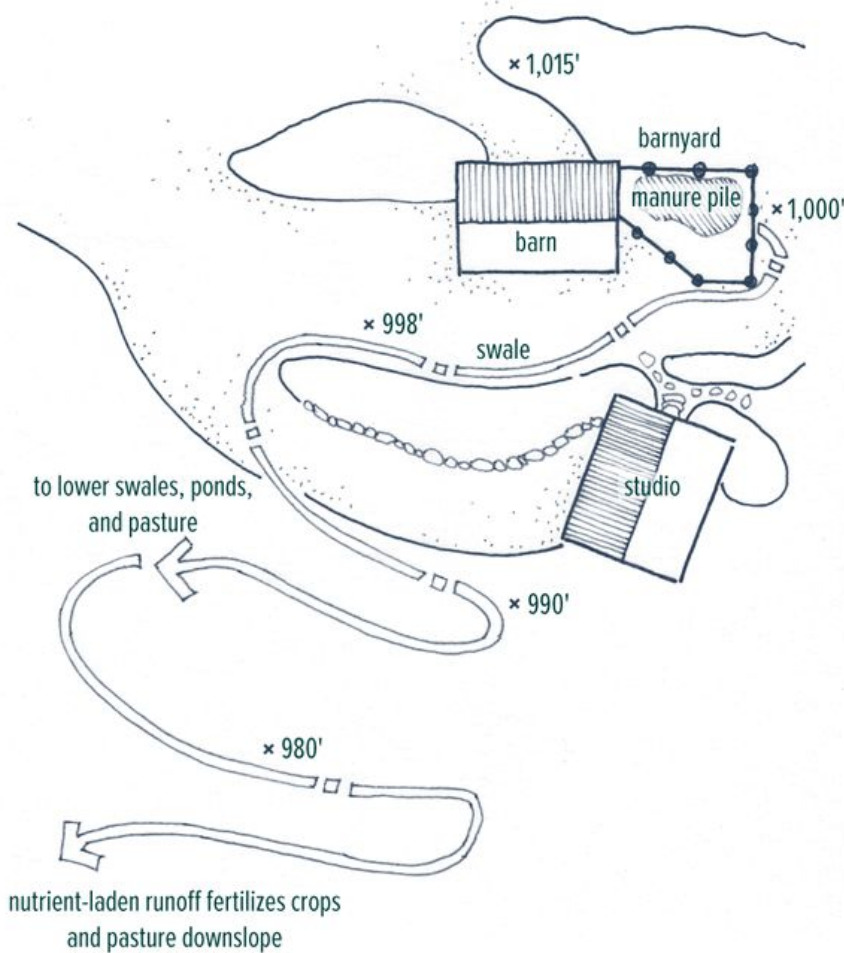 × 1,015'
barnyard
manure pile
× 1,000'
barn
× 998'
swale
to lower swales, ponds,
and pasture
studio
× 990'
× 980'
nutrient-laden runoff fertilizes crops
and pasture downslope